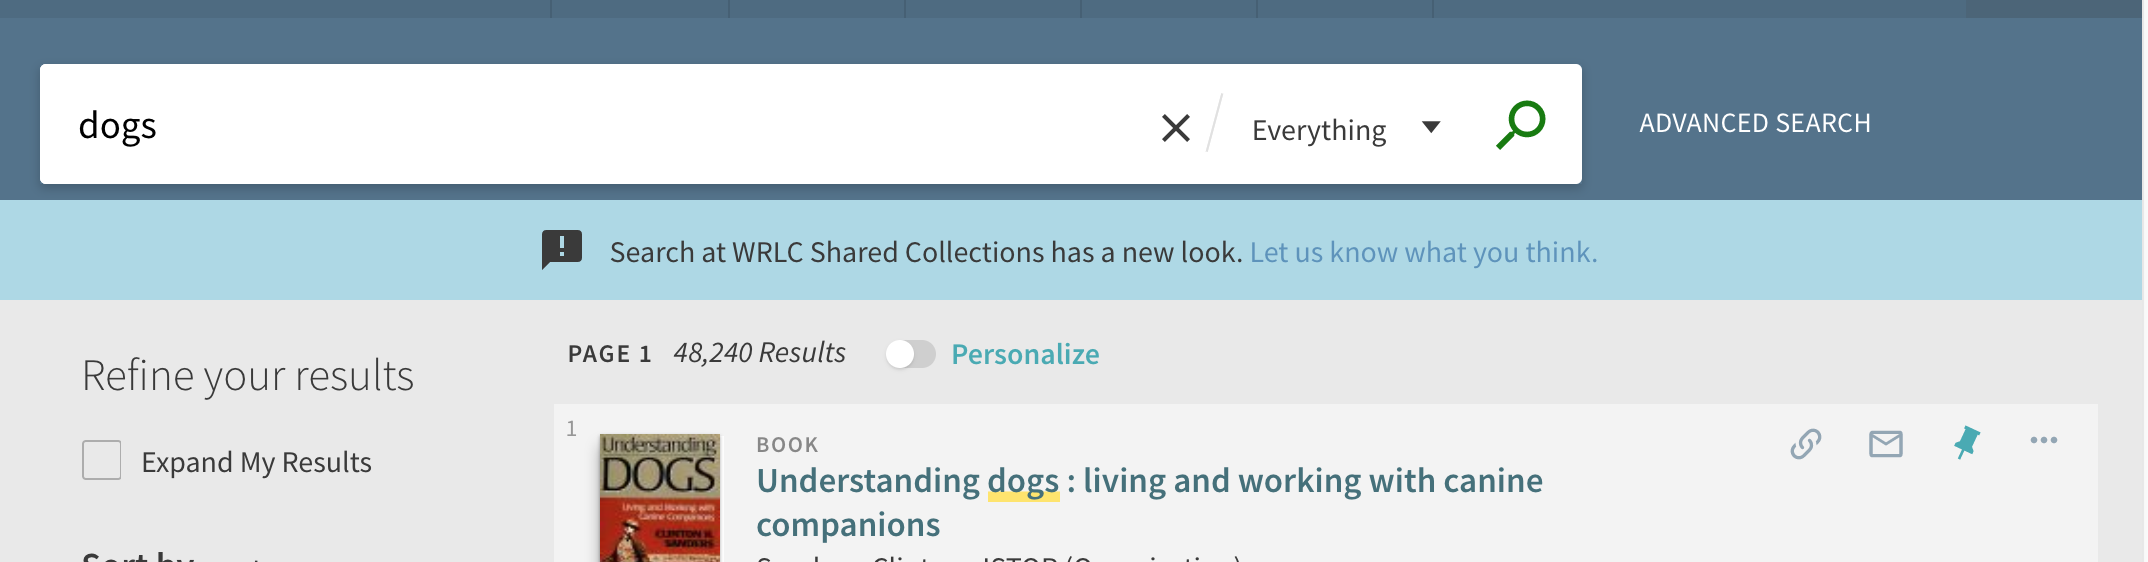 dogs
Everything
ADVANCED SEARCH
Search at WRLC Shared Collections has a new look. Let us know what you think.
Refine your results
PAGE 1 48,240 Results Personalize
Expand My Results
1
BOOK
Understanding dogs : living and working with canine
companions
Understanding
DOGS
Living and Working with
Canine Companions
CLINTON R.
SANDERS
Sort by